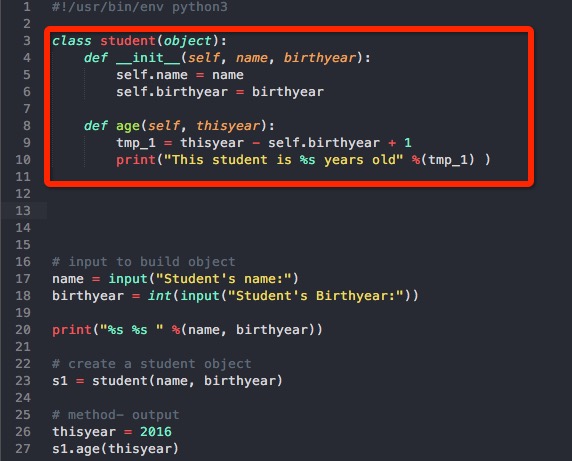 1 #!/usr/bin/env python3
2
3 class student(object):
4     def __init__(self, name, birthyear):
5         self.name = name
6         self.birthyear = birthyear
7
8     def age(self, thisyear):
9         tmp_1 = thisyear - self.birthyear + 1
10         print("This student is %s years old" %(tmp_1) )
11
12
13
14
15
16 # input to build object
17 name = input("Student's name:")
18 birthyear = int(input("Student's Birthyear:"))
19
20 print("%s %s " %(name, birthyear))
21
22 # create a student object
23 s1 = student(name, birthyear)
24
25 # method- output
26 thisyear = 2016
27 s1.age(thisyear)